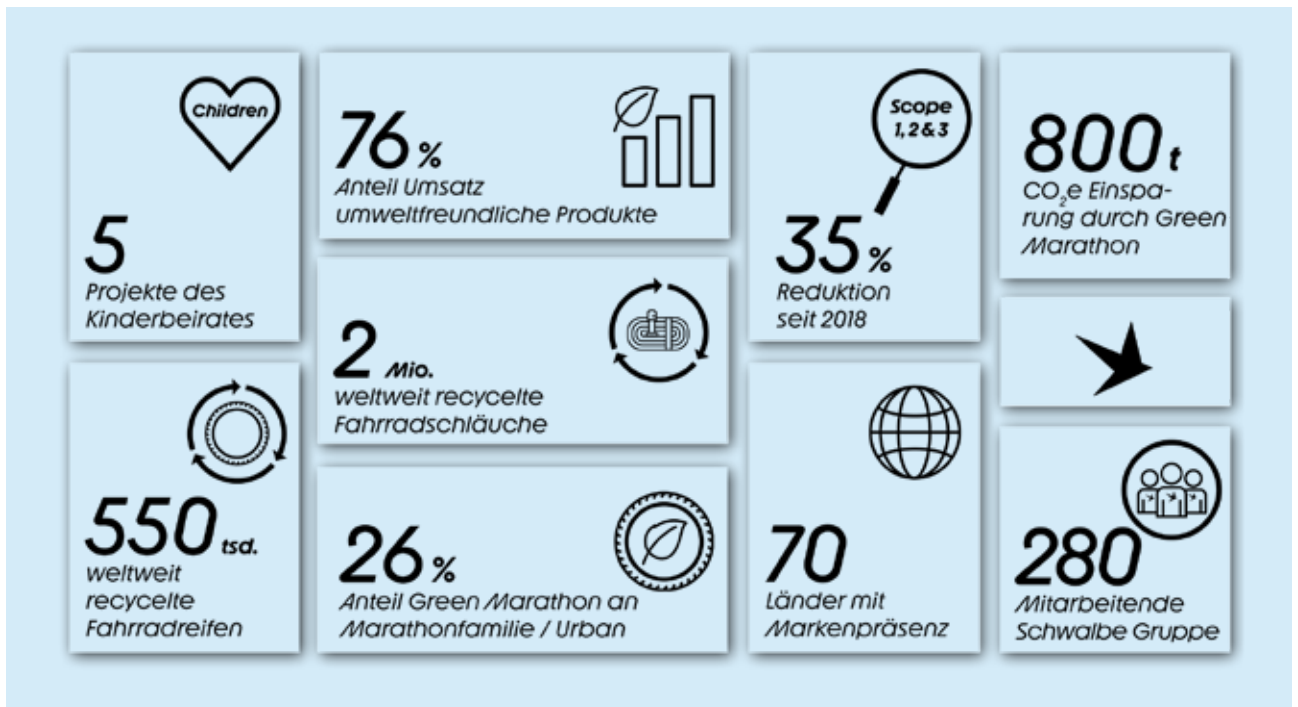 Children
5
Projekte des
Kinderbeirates
76 %
Anteil Umsatz
umweltfreundliche Produkte
Scope
1, 2 & 3
35 %
Reduktion
seit 2018
800 t
CO₂e Einspa-
rung durch Green
Marathon
2 Mio.
weltweit recycelte
Fahrradschläuche
550 tsd.
weltweit
recycelte
Fahrradreifen
26 %
Anteil Green Marathon an
Marathonfamilie / Urban
70
Länder mit
Markenpräsenz
280
Mitarbeitende
Schwalbe Gruppe